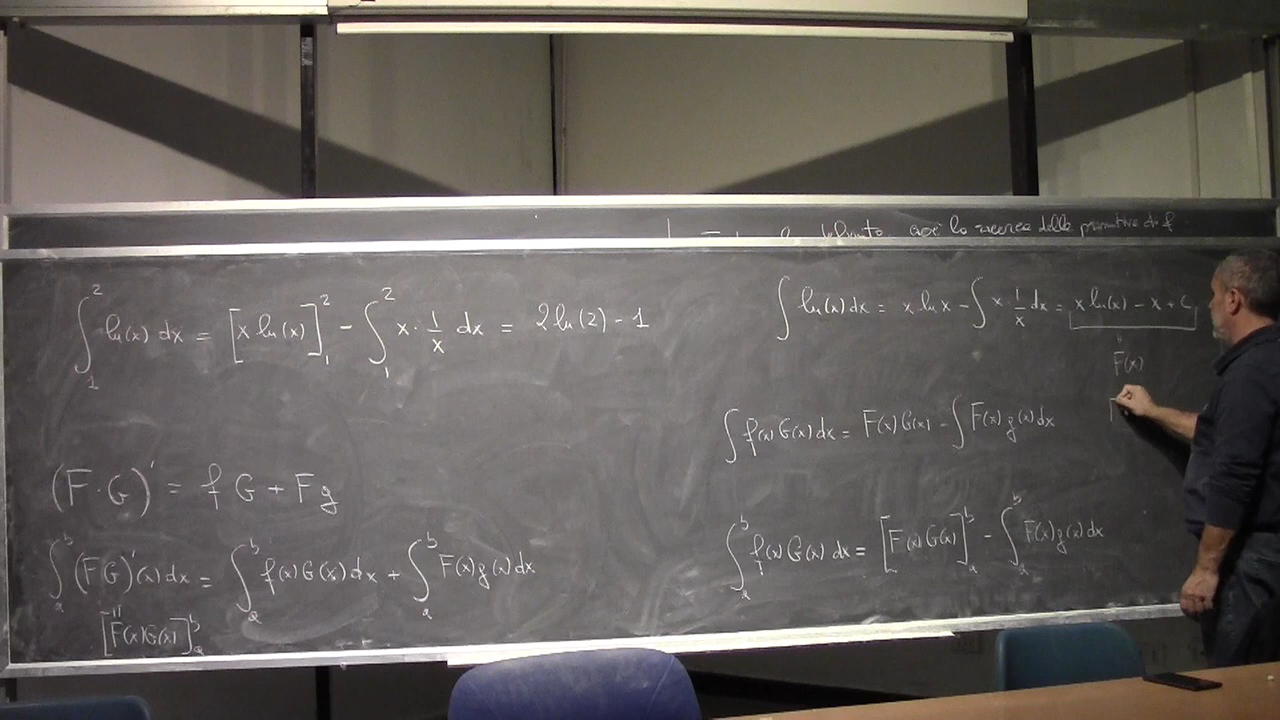 così la ricerca delle primitive di f
∫₁² ln(x) dx = [x ln(x)]₁² - ∫₁² x · 1/x dx = 2 ln(2) - 1
∫ ln(x) dx = x ln x - ∫ x · 1/x dx = x ln(x) - x + c
"
F(x)
∫ f(x) G(x) dx = F(x) G(x) - ∫ F(x) g(x) dx
(F · G)' = f G + F g
∫ₐᵇ (F G)'(x) dx = ∫ₐᵇ f(x) G(x) dx + ∫ₐᵇ F(x) g(x) dx
"
[F(x) G(x)]ₐᵇ
∫ₐᵇ f(x) G(x) dx = [F(x) G(x)]ₐᵇ - ∫ₐᵇ F(x) g(x) dx